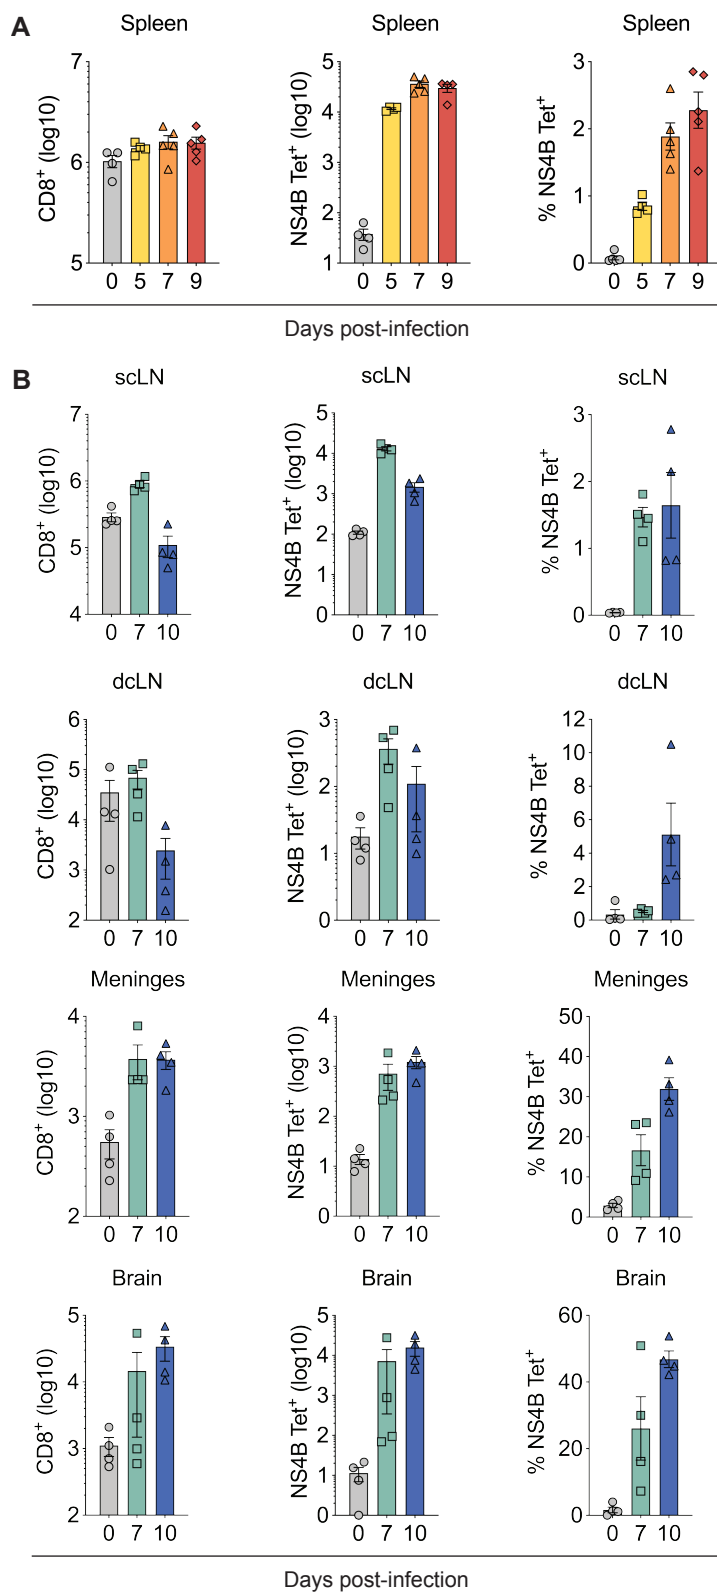 A
Spleen
Spleen
CD8⁺ (log10)
7
6
5
0 5 7 9
NS4B Tet⁺ (log10)
5
4
3
2
1
0 5 7 9
% NS4B Tet⁺
3
2
1
0
0 5 7 9
Days post-infection
B
scLN
scLN
scLN
CD8⁺ (log10)
7
6
5
4
0 7 10
NS4B Tet⁺ (log10)
5
4
3
2
1
0
0 7 10
% NS4B Tet⁺
3
2
1
0
0 7 10
dcLN
dcLN
dcLN
CD8⁺ (log10)
6
5
4
3
2
0 7 10
NS4B Tet⁺ (log10)
3
2
1
0
0 7 10
% NS4B Tet⁺
12
10
8
6
4
2
0
0 7 10
Meninges
Meninges
Meninges
CD8⁺ (log10)
4
3
2
0 7 10
NS4B Tet⁺ (log10)
4
3
2
1
0
0 7 10
% NS4B Tet⁺
50
40
30
20
10
0
0 7 10
Brain
Brain
Brain
CD8⁺ (log10)
5
4
3
2
0 7 10
NS4B Tet⁺ (log10)
5
4
3
2
1
0
0 7 10
% NS4B Tet⁺
60
40
20
0
0 7 10
Days post-infection